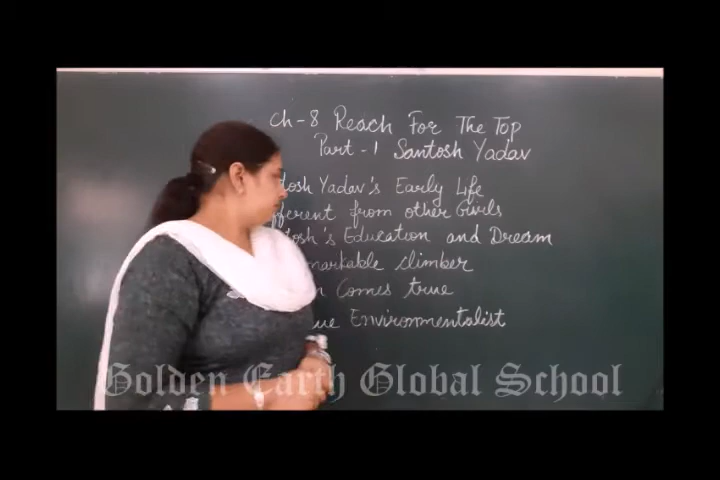 Ch-8 Reach For The Top
Part-1 Santosh Yadav
tosh Yadav's Early Life
fferent from other Girls
tosh's Education and Dream
markable climber
Comes true
ue Environmentalist
Golden Earth Global School